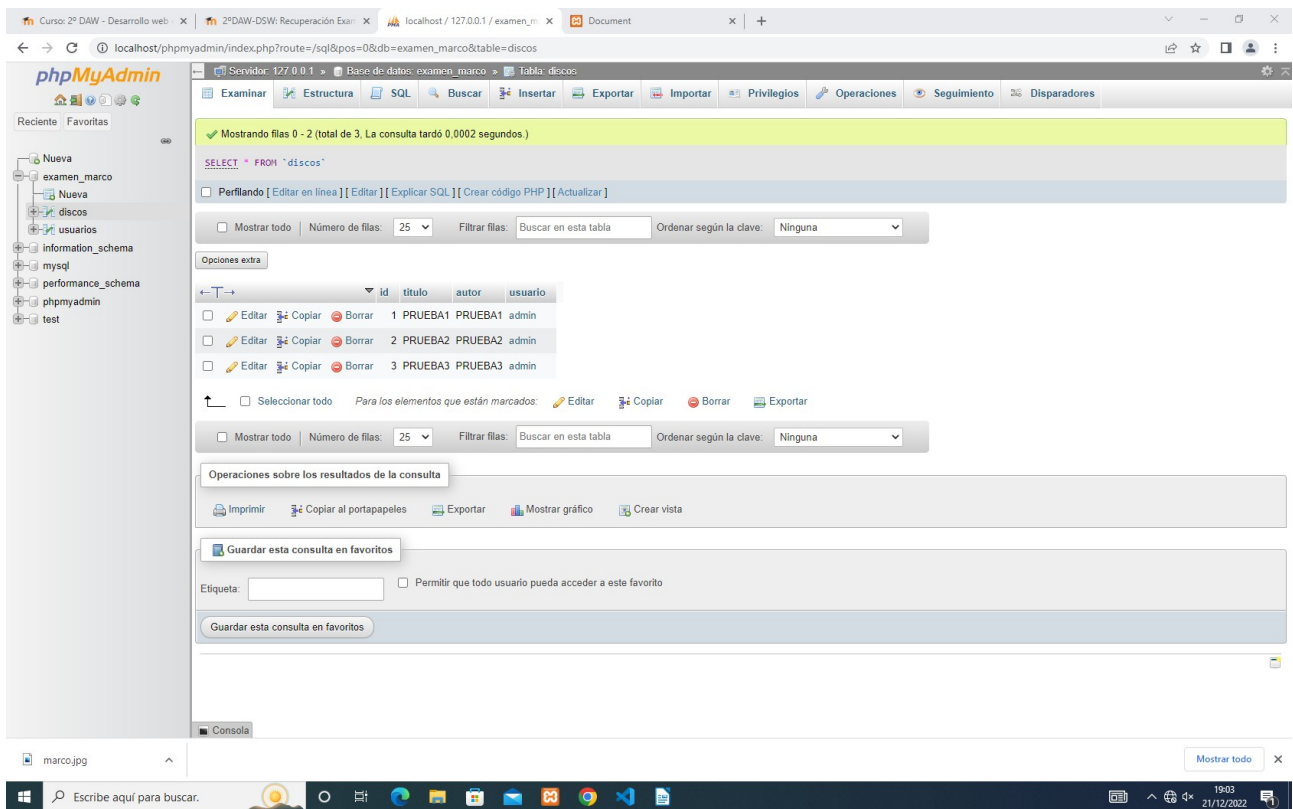 Curso: 2º DAW - Desarrollo web 2ºDAW-DSW: Recuperación Exan localhost / 127.0.0.1 / examen_m Document
localhost/phpmyadmin/index.php?route=/sql&pos=0&db=examen_marco&table=discos
phpMyAdmin
Reciente Favoritas
Nueva
examen_marco
Nueva
discos
usuarios
information_schema
mysql
performance_schema
phpmyadmin
test
Servidor: 127.0.0.1 » Base de datos: examen_marco » Tabla: discos
Examinar Estructura SQL Buscar Insertar Exportar Importar Privilegios Operaciones Seguimiento Disparadores
Mostrando filas 0 - 2 (total de 3, La consulta tardó 0,0002 segundos.)
SELECT * FROM `discos`
Perfilando [ Editar en línea ] [ Editar ] [ Explicar SQL ] [ Crear código PHP ] [ Actualizar ]
Mostrar todo | Número de filas: 25 Filtrar filas: Buscar en esta tabla Ordenar según la clave: Ninguna
Opciones extra
←T→ id titulo autor usuario
Editar Copiar Borrar 1 PRUEBA1 PRUEBA1 admin
Editar Copiar Borrar 2 PRUEBA2 PRUEBA2 admin
Editar Copiar Borrar 3 PRUEBA3 PRUEBA3 admin
Seleccionar todo Para los elementos que están marcados: Editar Copiar Borrar Exportar
Mostrar todo | Número de filas: 25 Filtrar filas: Buscar en esta tabla Ordenar según la clave: Ninguna
Operaciones sobre los resultados de la consulta
Imprimir Copiar al portapapeles Exportar Mostrar gráfico Crear vista
Guardar esta consulta en favoritos
Etiqueta: Permitir que todo usuario pueda acceder a este favorito
Guardar esta consulta en favoritos
Consola
marco.jpg Mostrar todo
Escribe aquí para buscar. 19:03
21/12/2022